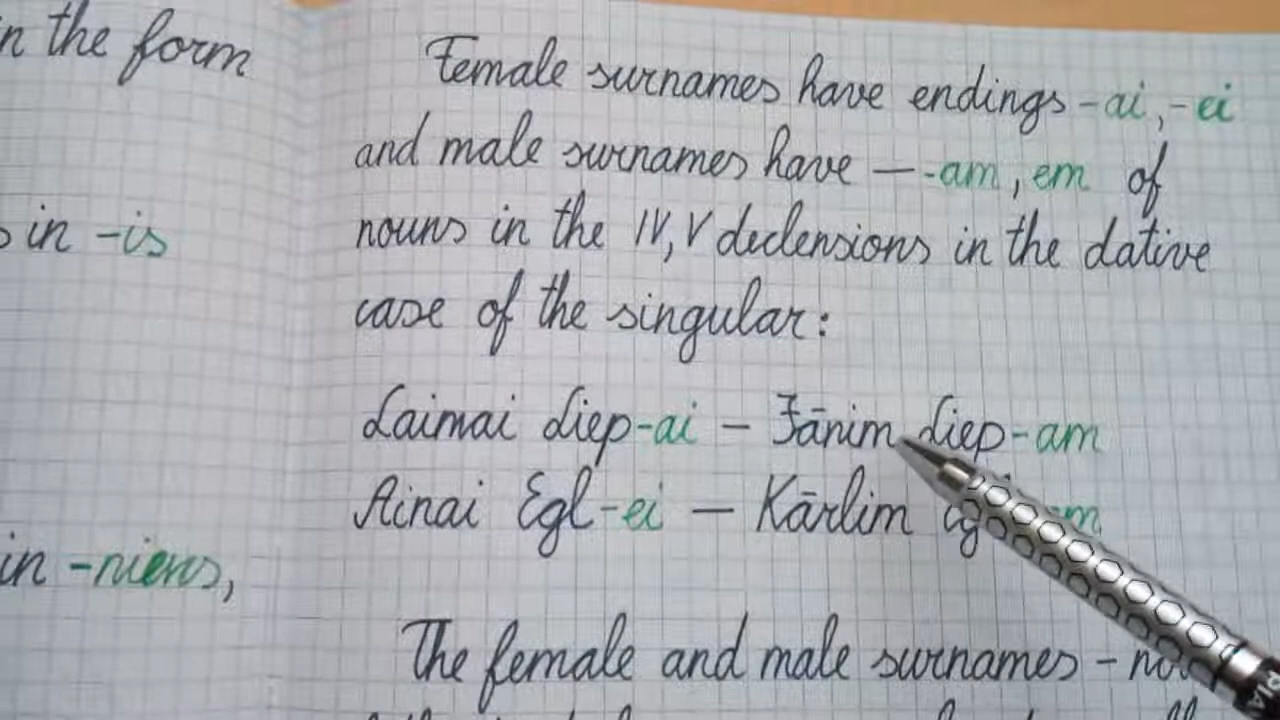 n the form
in -is
in -niens,
Female surnames have endings -ai, -ei
and male surnames have — -am, em of
nouns in the IV, V declensions in the dative
case of the singular:
Laimai Liep-ai – Jānim Liep-am
Ainai Egl-ei – Kārlim
The female and male surnames -